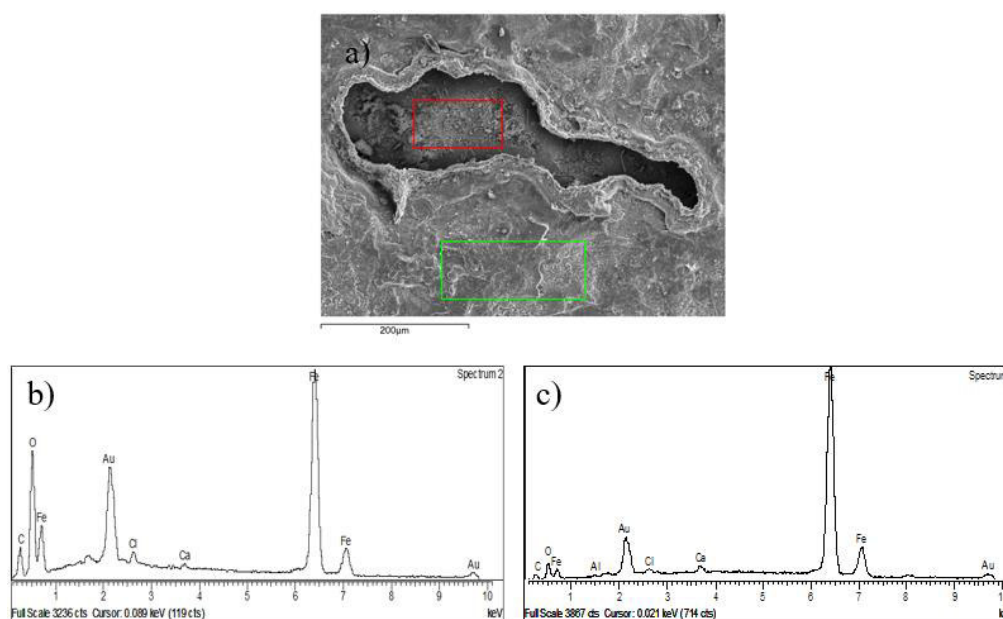 a)
200µm
b)
Spectrum 2
Fe
O
Au
Fe
C
Cl
Ca
Fe
Au
1 2 3 4 5 6 7 8 9 10
Full Scale 3236 cts Cursor: 0.089 keV (119 cts)
keV
c)
Spectrum
Fe
Au
O
Fe
C
Al
Cl
Ca
Fe
Au
1 2 3 4 5 6 7 8 9
Full Scale 3867 cts Cursor: 0.021 keV (714 cts)